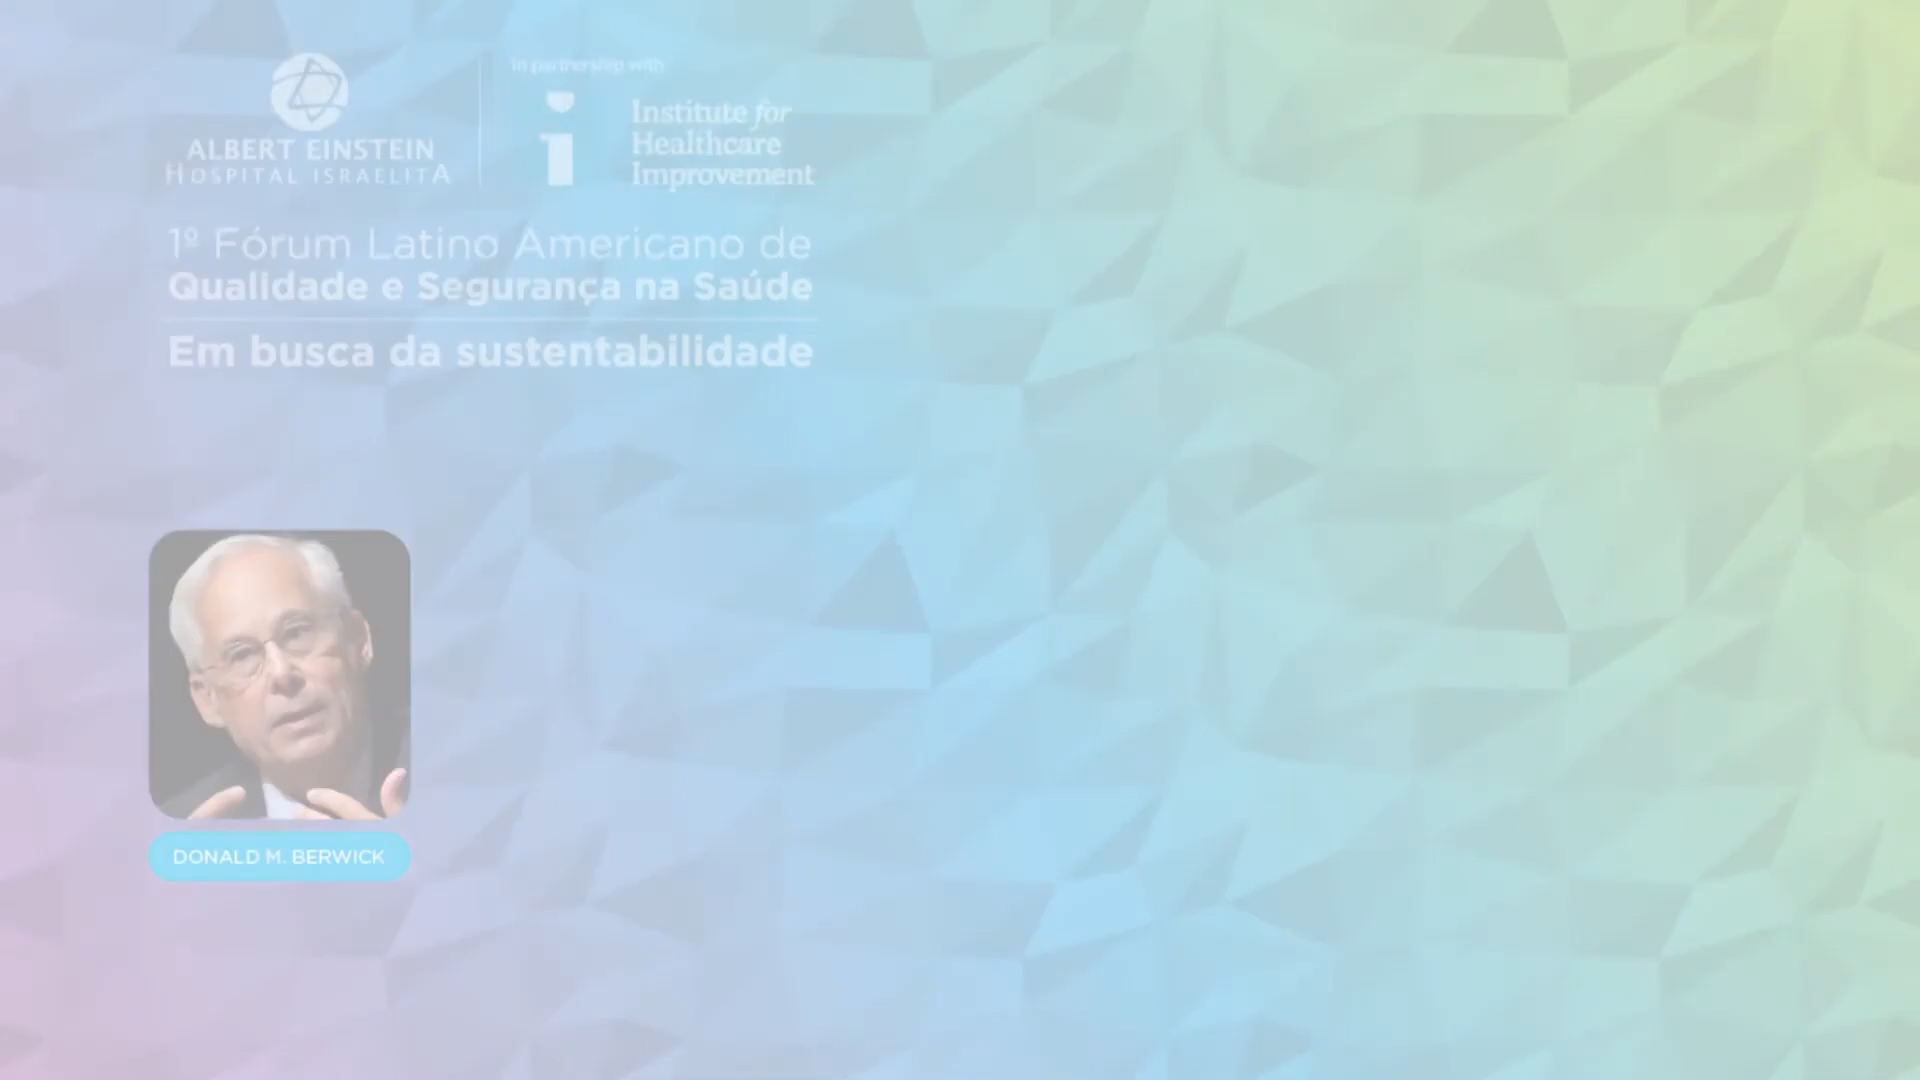 ALBERT EINSTEIN
HOSPITAL ISRAELITA
in partnership with
Institute for
Healthcare
Improvement
1º Fórum Latino Americano de
Qualidade e Segurança na Saúde
Em busca da sustentabilidade
DONALD M. BERWICK